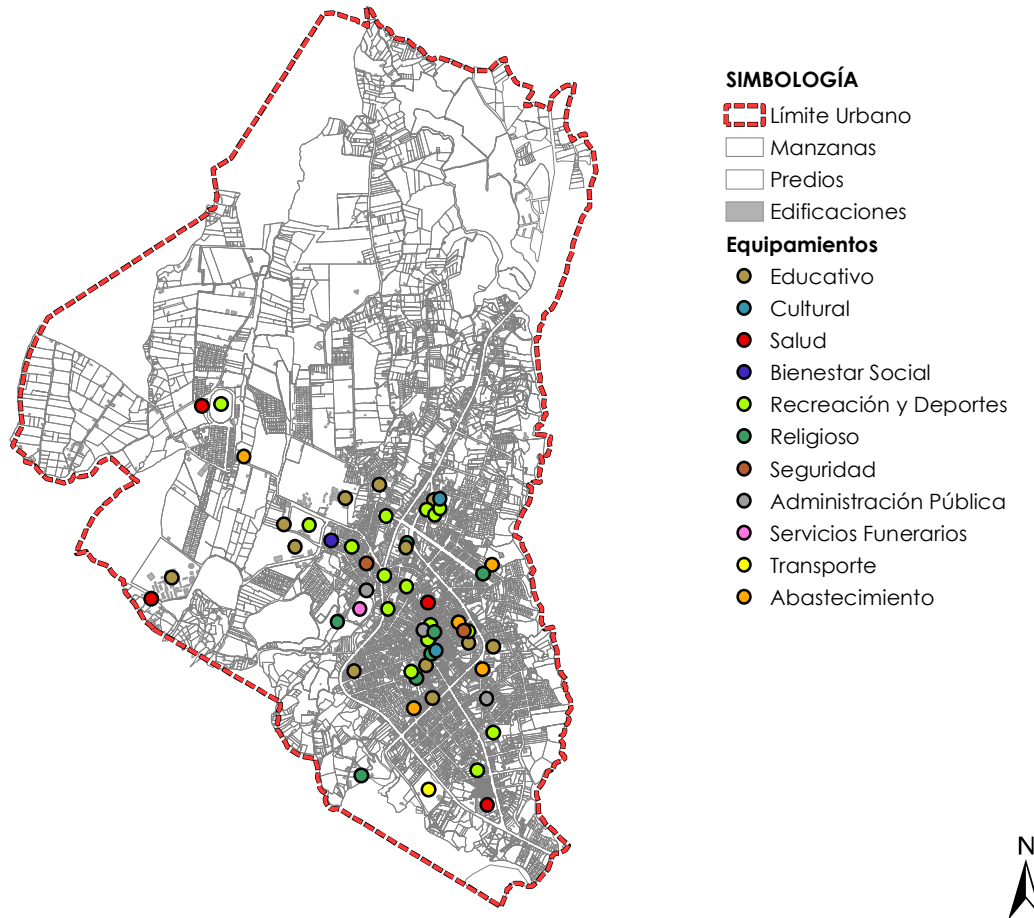 SIMBOLOGÍA
Límite Urbano
Manzanas
Predios
Edificaciones
Equipamientos
Educativo
Cultural
Salud
Bienestar Social
Recreación y Deportes
Religioso
Seguridad
Administración Pública
Servicios Funerarios
Transporte
Abastecimiento
N